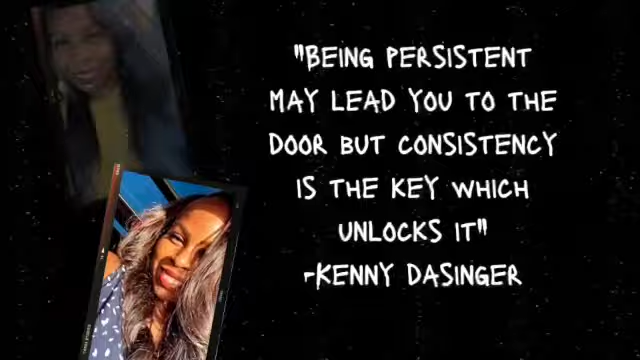 "BEING PERSISTENT
MAY LEAD YOU TO THE
DOOR BUT CONSISTENCY
IS THE KEY WHICH
UNLOCKS IT"
-KENNY DASINGER